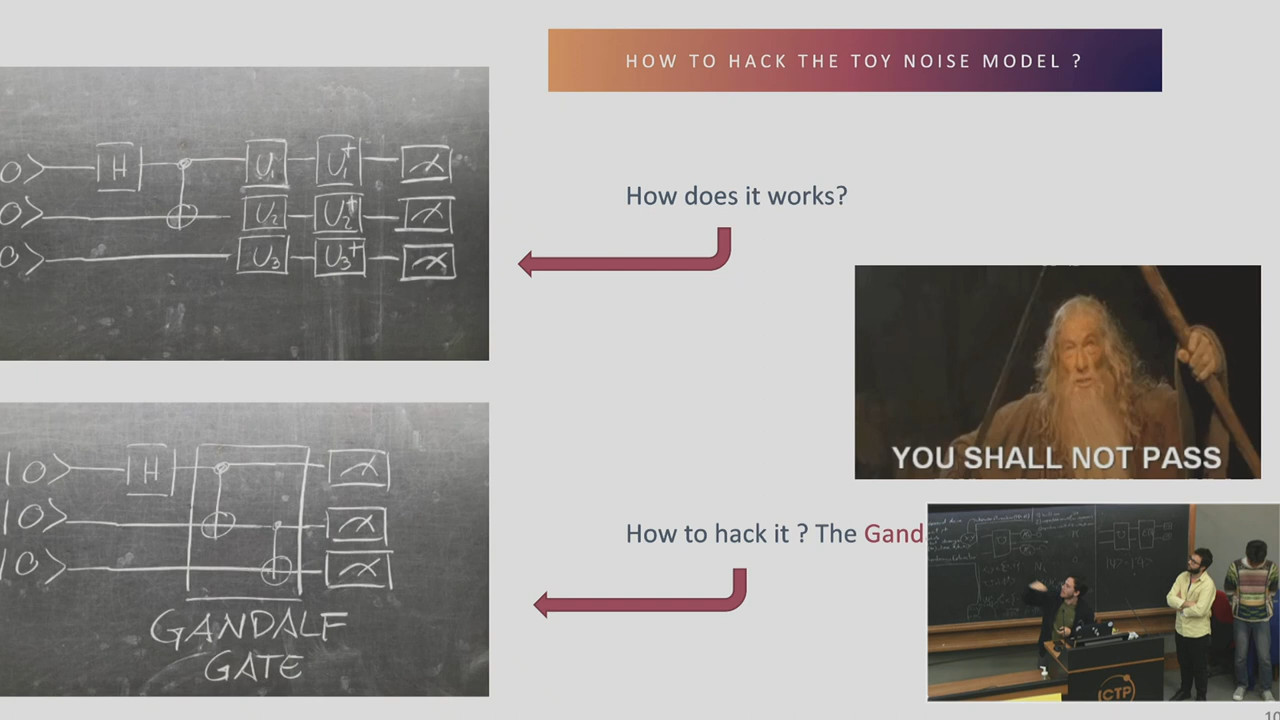 HOW TO HACK THE TOY NOISE MODEL ?
0> H U₁ U₁†
How does it works?
0> U₂ U₂†
0> U₃ U₃†
YOU SHALL NOT PASS
|0> H
|0>
How to hack it ? The Gand
|0>
GANDALF
GATE
ICTP
10